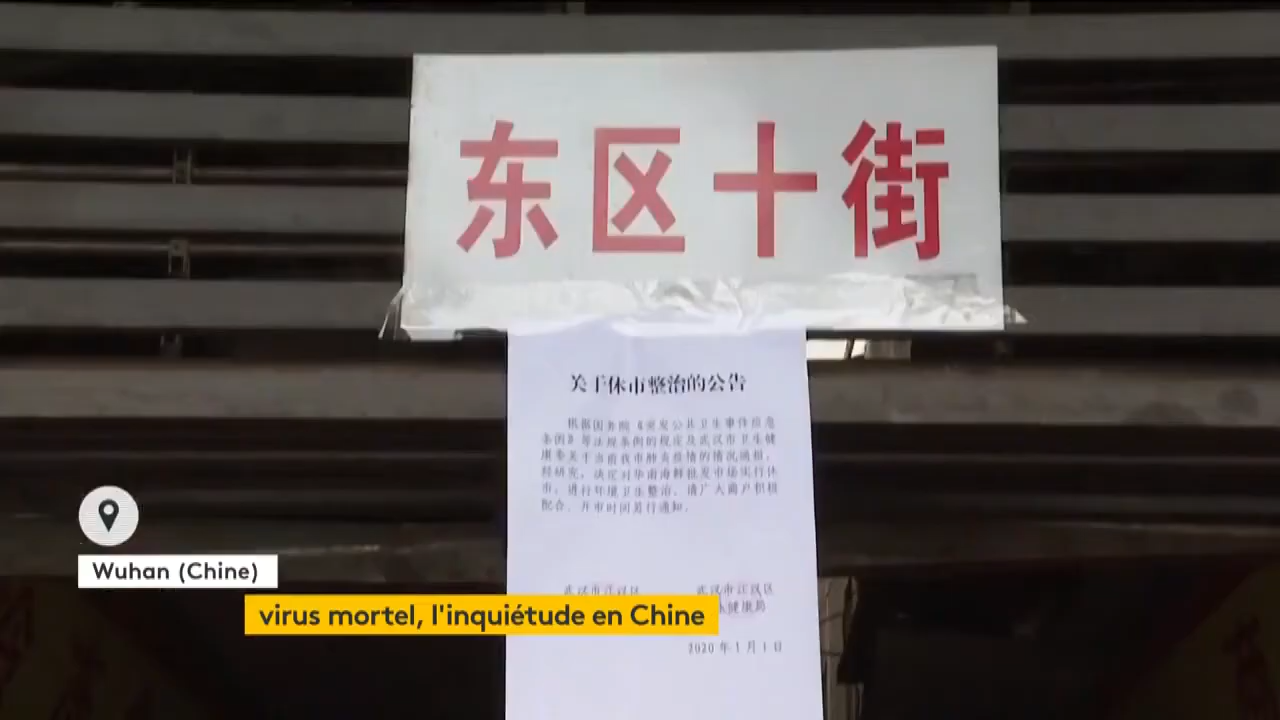 东区十街
关于休市整治的公告
根据国务院《突发公共卫生事件应急
条例》等法规条例的规定及武汉市卫生健
康委关于当前我市肺炎疫情的情况通报，
经研究，决定对华南海鲜批发市场实行休
市，进行环境卫生整治，请广大商户积极
配合，开市时间另行通知。
武汉市江汉区 武汉市江汉区
健康局
2020年1月1日
Wuhan (Chine)
virus mortel, l'inquiétude en Chine